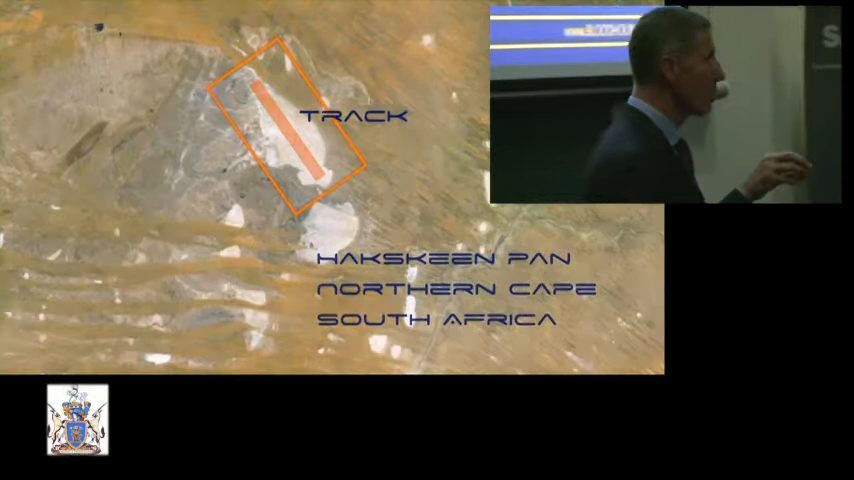 TRACK
HAKSKEEN PAN
NORTHERN CAPE
SOUTH AFRICA